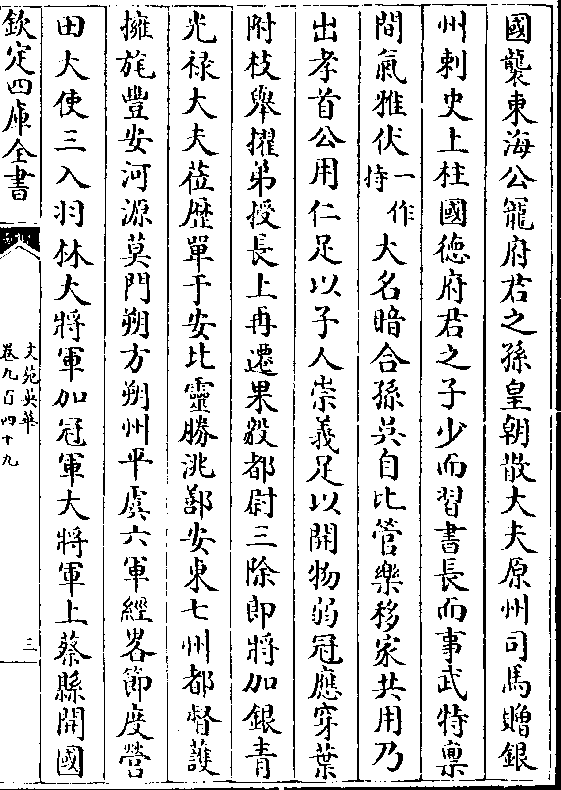 國襲東海公寵府君之孫皇朝散大夫原州司馬贈銀
州刺史上柱國德府君之子少而習書長而事武特禀
間氣雅伏一作持大名暗合孫吳自比管樂移家共用乃
出孝首公用仁足以子人崇義足以開物弱冠應穿葉
附枝舉擢弟授長上再遷果毅都尉三除郎將加銀青
光禄大夫莅歴單于安比靈勝洮鄯安東七州都督護
擁旄豐安河源莫門朔方朔州平虞六軍經畧節度營
田大使三入羽林大將軍加冠軍大將軍上蔡縣開國
欽定四庫全書
文苑英華
卷九百四十九
三